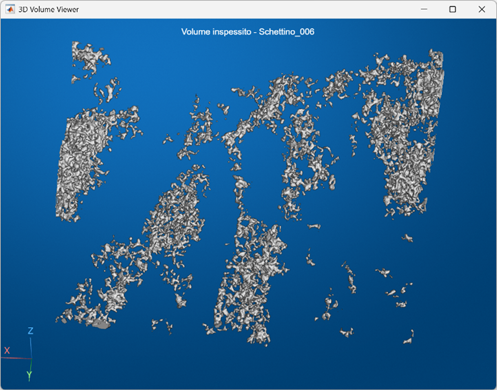 3D Volume Viewer
Volume inspessito - Schettino_006
Z
X
Y